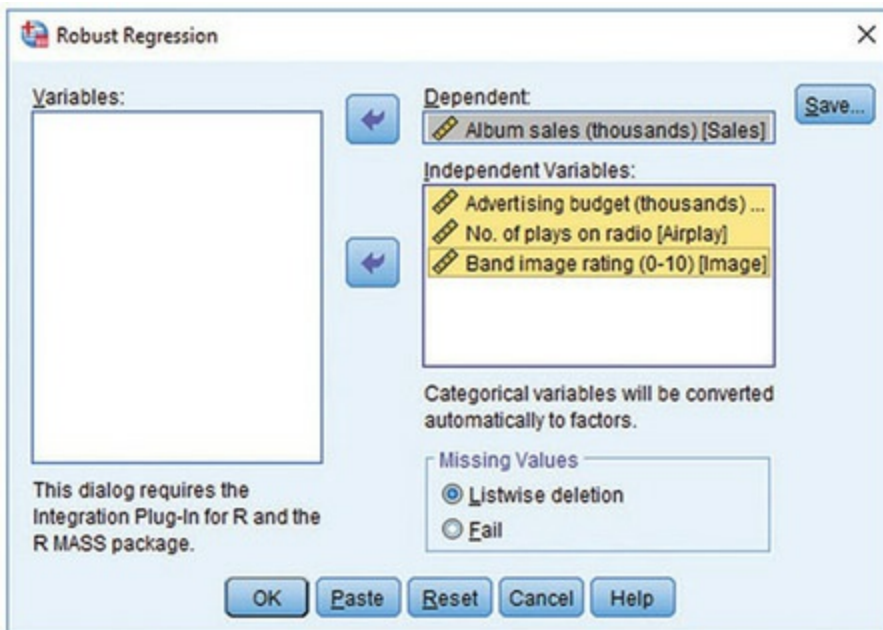 Robust Regression
Variables:
This dialog requires the
Integration Plug-In for R and the
R MASS package.
Dependent:
Album sales (thousands) [Sales]
Save...
Independent Variables:
Advertising budget (thousands) ...
No. of plays on radio [Airplay]
Band image rating (0-10) [Image]
Categorical variables will be converted
automatically to factors.
Missing Values
Listwise deletion
Fail
OK
Paste
Reset
Cancel
Help